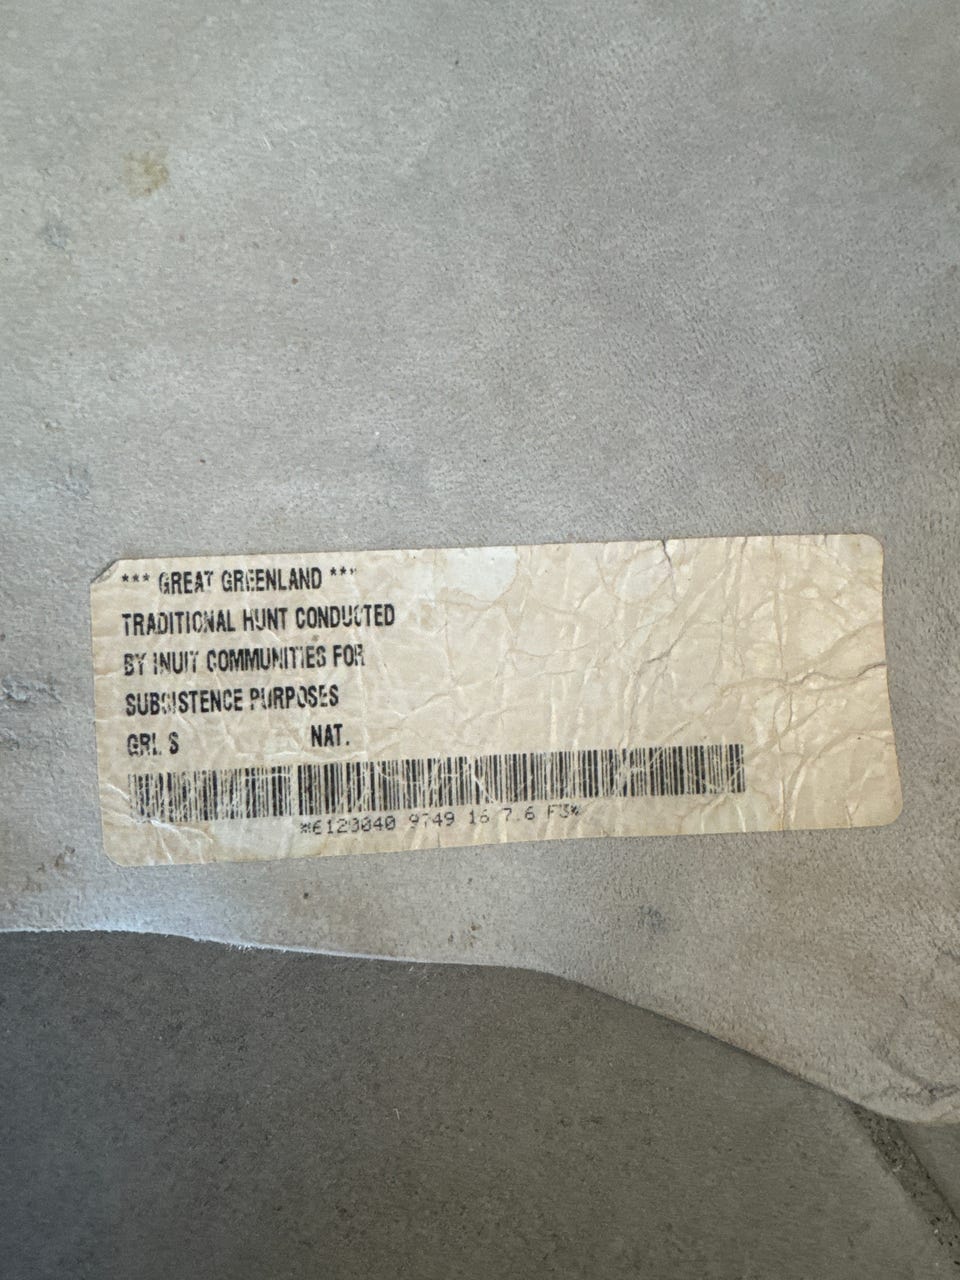 *** GREAT GREENLAND ***
TRADITIONAL HUNT CONDUCTED
BY INUIT COMMUNITIES FOR
SUBSISTENCE PURPOSES
GRL S NAT.
*6120040 9749 16 7.6 F3*